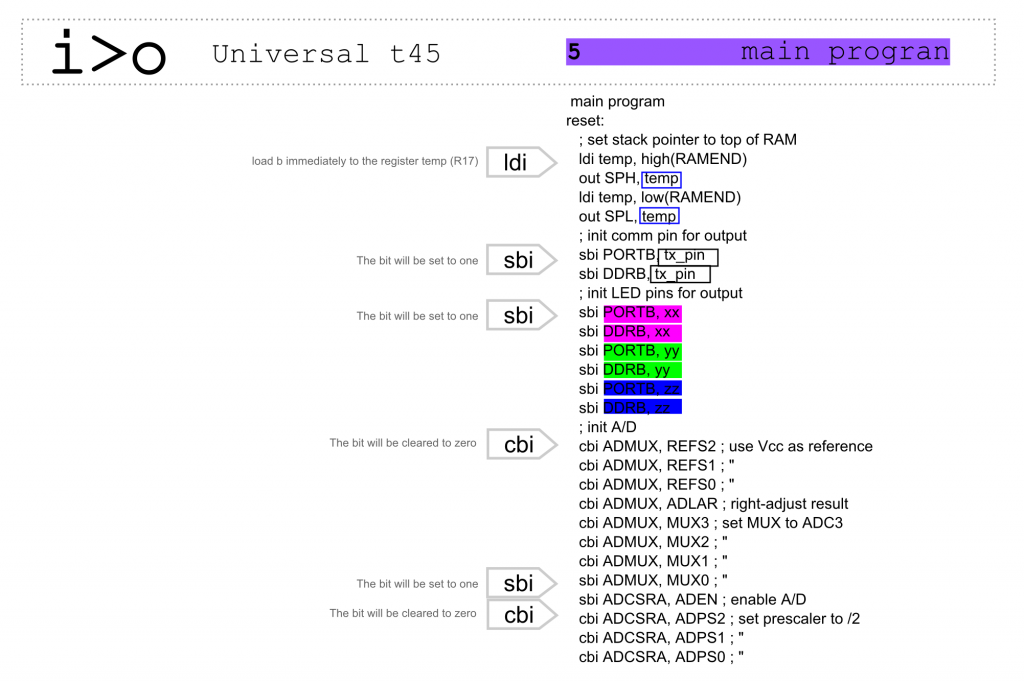 i>o Universal t45 5 main progran
main program
reset:
; set stack pointer to top of RAM
load b immediately to the register temp (R17) ldi ldi temp, high(RAMEND)
out SPH, temp
ldi temp, low(RAMEND)
out SPL, temp
; init comm pin for output
The bit will be set to one sbi sbi PORTB, tx_pin
sbi DDRB, tx_pin
; init LED pins for output
The bit will be set to one sbi sbi PORTB, xx
sbi DDRB, xx
sbi PORTB, yy
sbi DDRB, yy
sbi PORTB, zz
sbi DDRB, zz
; init A/D
The bit will be cleared to zero cbi cbi ADMUX, REFS2 ; use Vcc as reference
cbi ADMUX, REFS1 ; "
cbi ADMUX, REFS0 ; "
cbi ADMUX, ADLAR ; right-adjust result
cbi ADMUX, MUX3 ; set MUX to ADC3
cbi ADMUX, MUX2 ; "
cbi ADMUX, MUX1 ; "
The bit will be set to one sbi sbi ADMUX, MUX0 ; "
sbi ADCSRA, ADEN ; enable A/D
The bit will be cleared to zero cbi cbi ADCSRA, ADPS2 ; set prescaler to /2
cbi ADCSRA, ADPS1 ; "
cbi ADCSRA, ADPS0 ; "